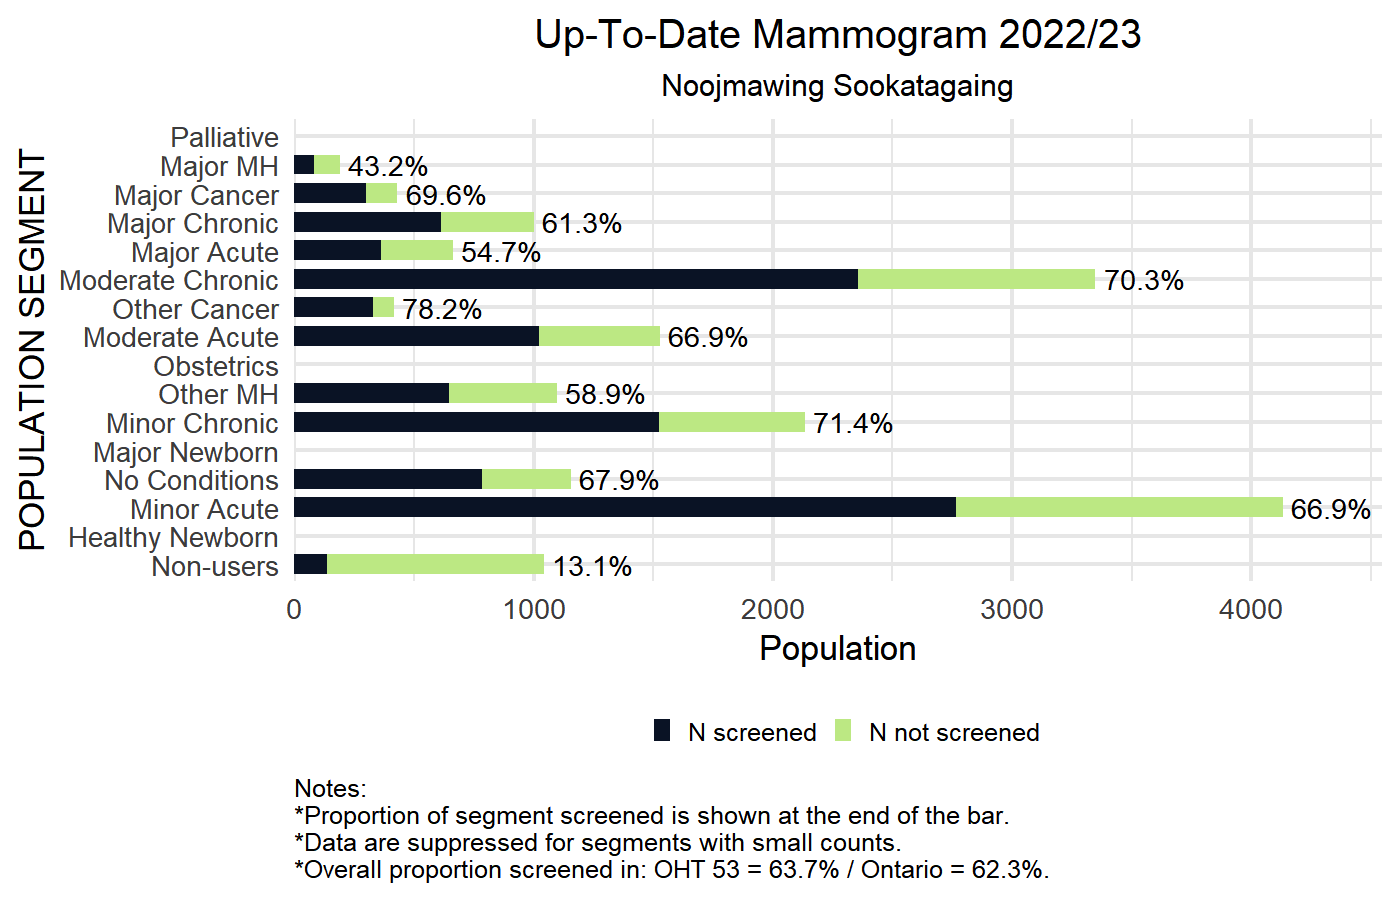 Up-To-Date Mammogram 2022/23
Noojmawing Sookatagaing
POPULATION SEGMENT
Palliative
Major MH 43.2%
Major Cancer 69.6%
Major Chronic 61.3%
Major Acute 54.7%
Moderate Chronic 70.3%
Other Cancer 78.2%
Moderate Acute 66.9%
Obstetrics
Other MH 58.9%
Minor Chronic 71.4%
Major Newborn
No Conditions 67.9%
Minor Acute 66.9%
Healthy Newborn
Non-users 13.1%
0 1000 2000 3000 4000
Population
N screened N not screened
Notes:
*Proportion of segment screened is shown at the end of the bar.
*Data are suppressed for segments with small counts.
*Overall proportion screened in: OHT 53 = 63.7% / Ontario = 62.3%.